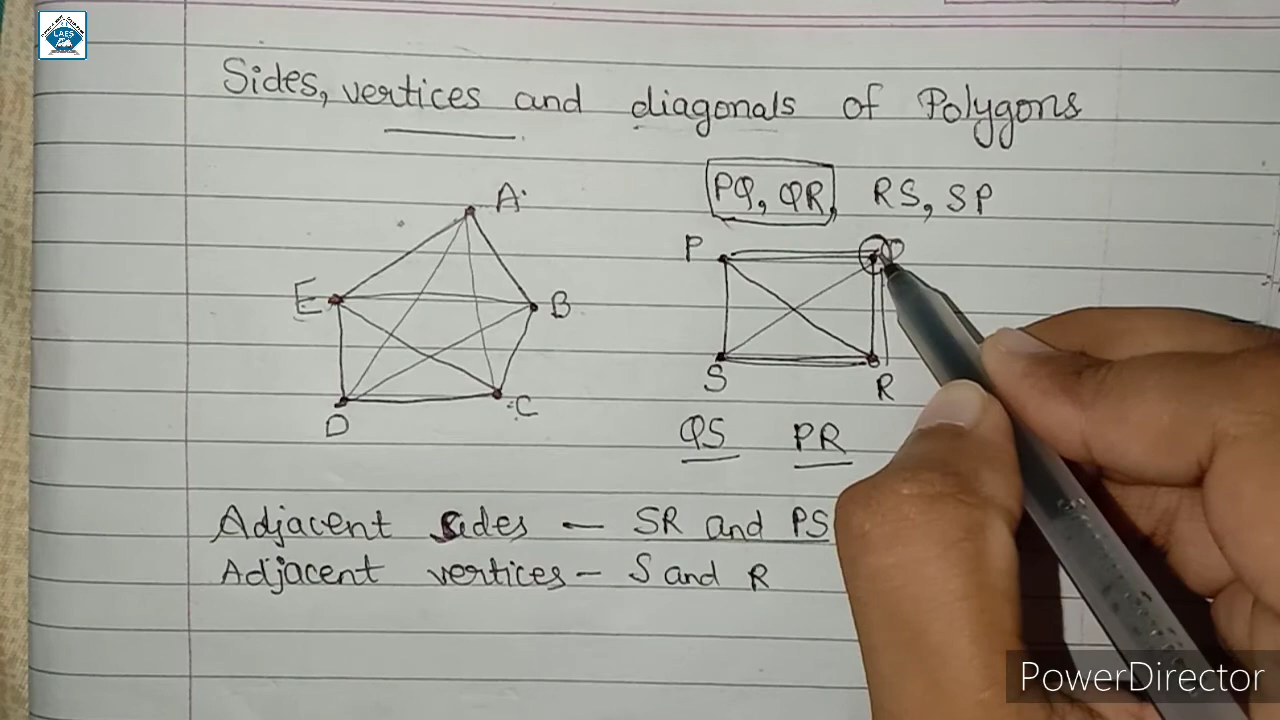 LAES
Sides, vertices and diagonals of Polygons
PQ, QR, RS, SP
A
E
B
D
C
P
S
R
QS PR
Adjacent sides — SR and PS
Adjacent vertices – S and R
PowerDirector